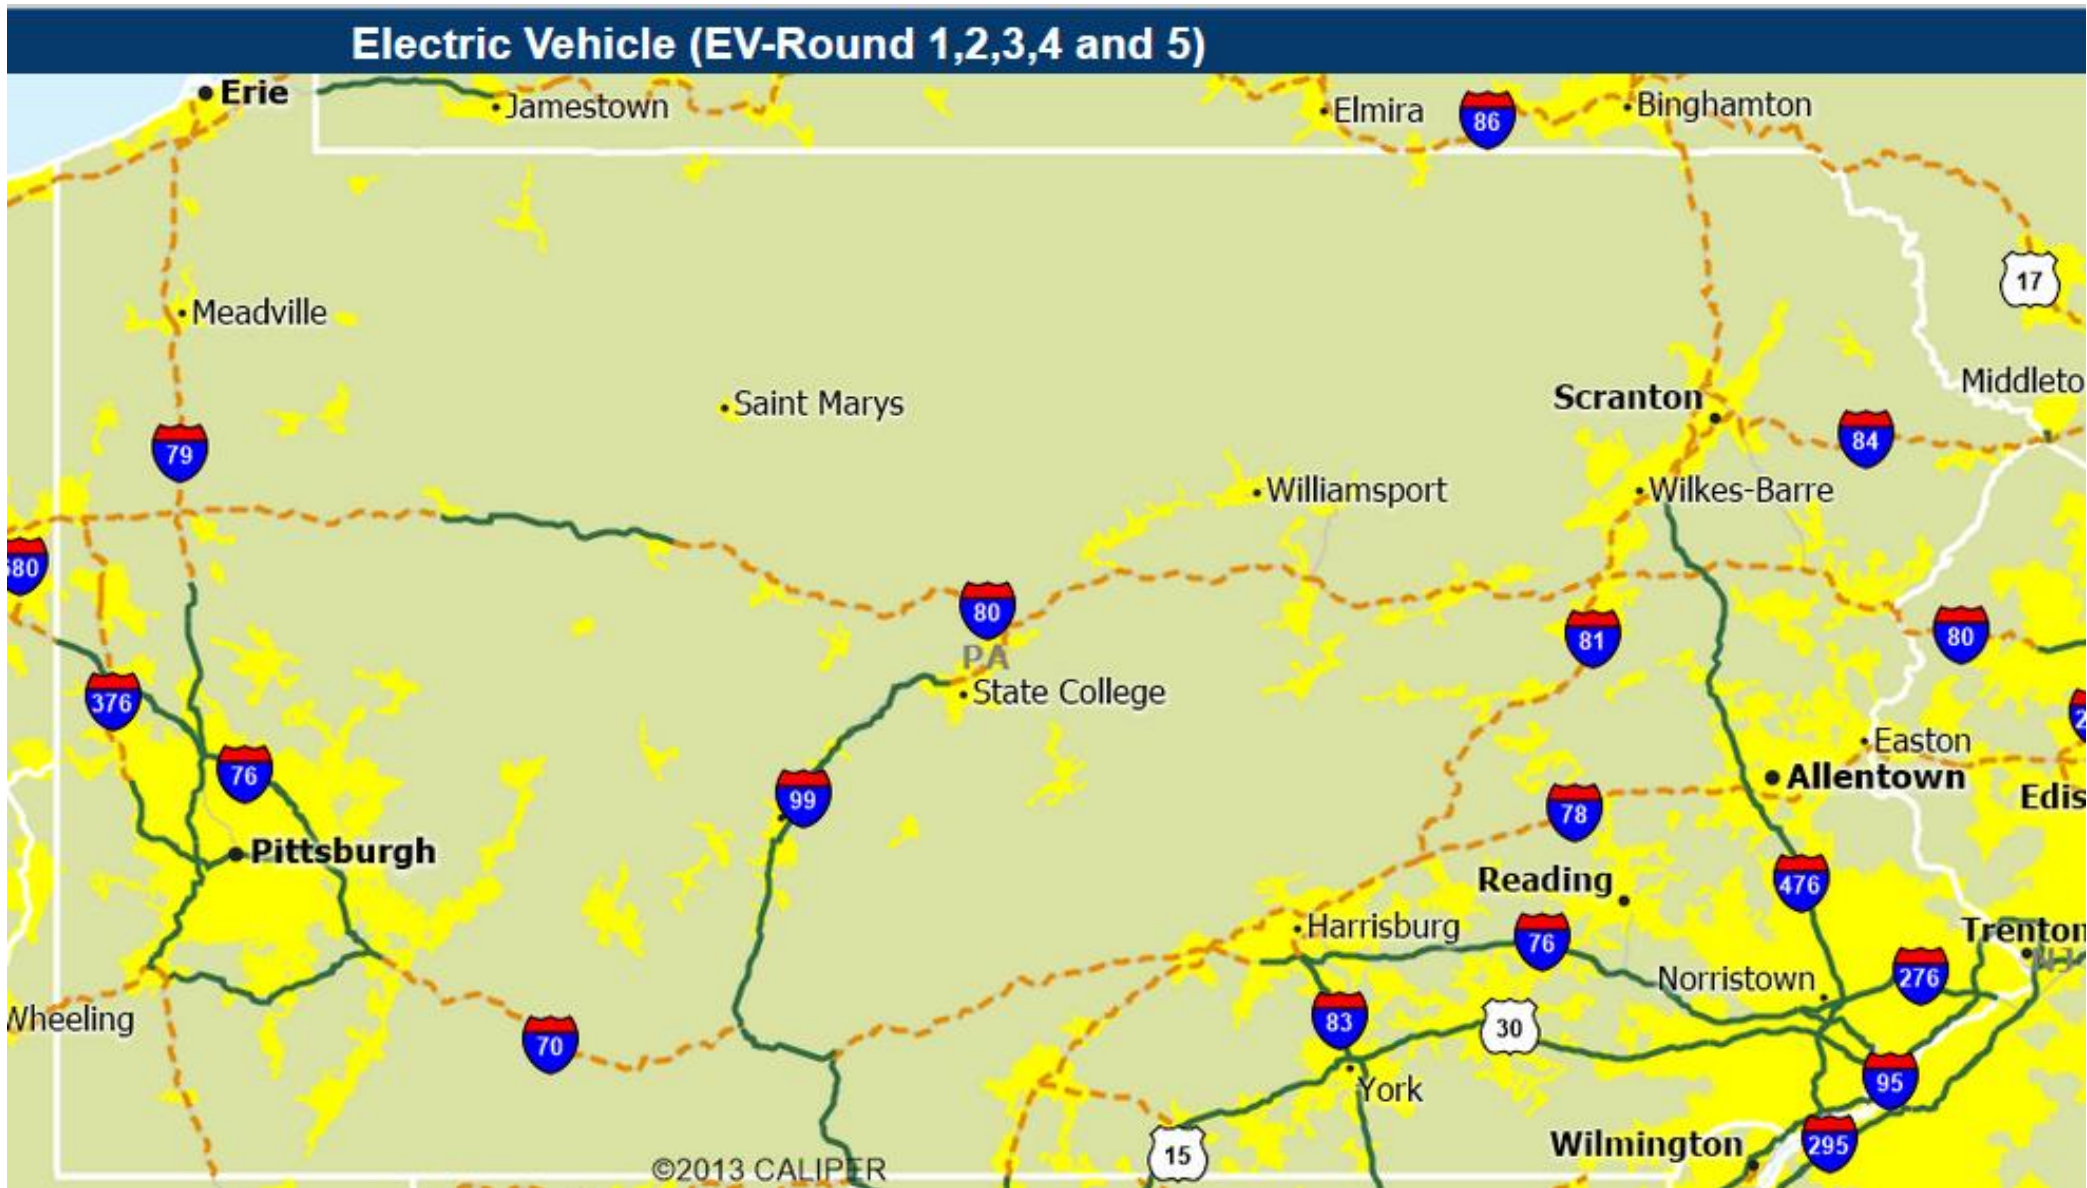 Electric Vehicle (EV-Round 1,2,3,4 and 5)
Erie
Jamestown
Elmira
86
Binghamton
17
Meadville
Middleto
Saint Marys
Scranton
79
84
Williamsport
Wilkes-Barre
80
PA
81
80
State College
376
76
Easton
99
Allentown
78
Edis
Pittsburgh
Reading
476
Harrisburg
76
Trenton
NJ
276
Norristown
Wheeling
83
30
70
95
York
©2013 CALIPER
15
Wilmington
295